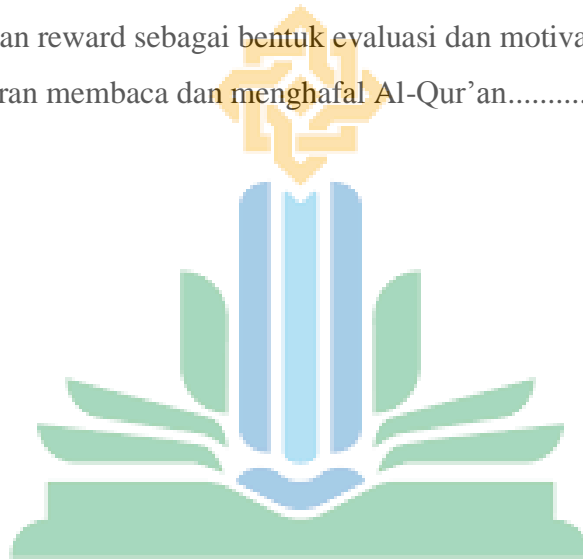 an reward sebagai bentuk evaluasi dan motiva
ran membaca dan menghafal Al-Qur’an..........